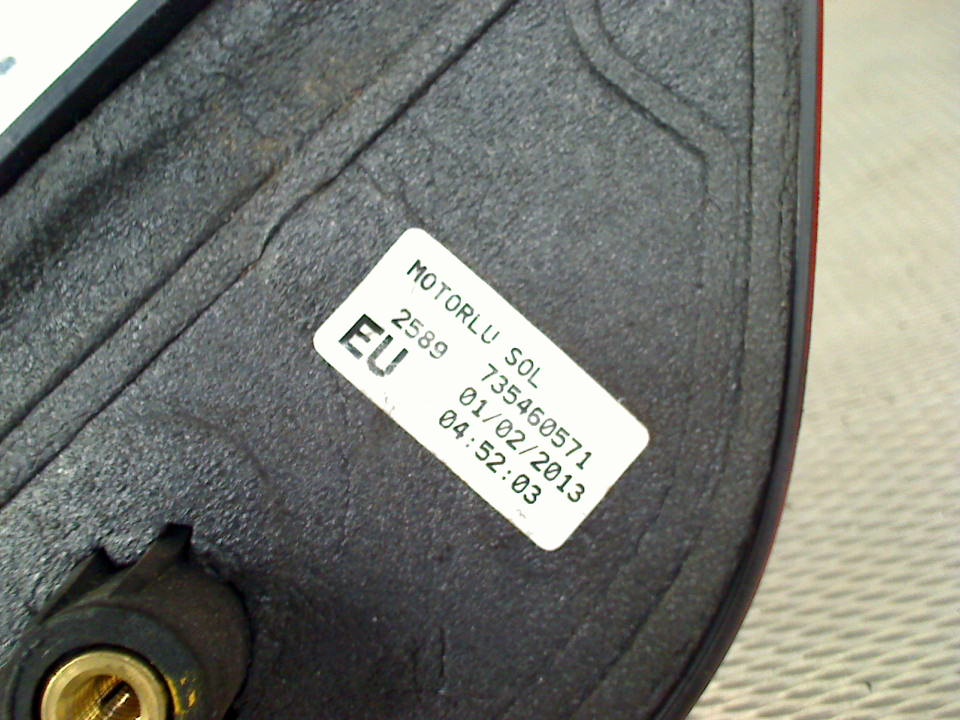 MOTORLU SOL
2589 735460571
EU 01/02/2013
04:52:03